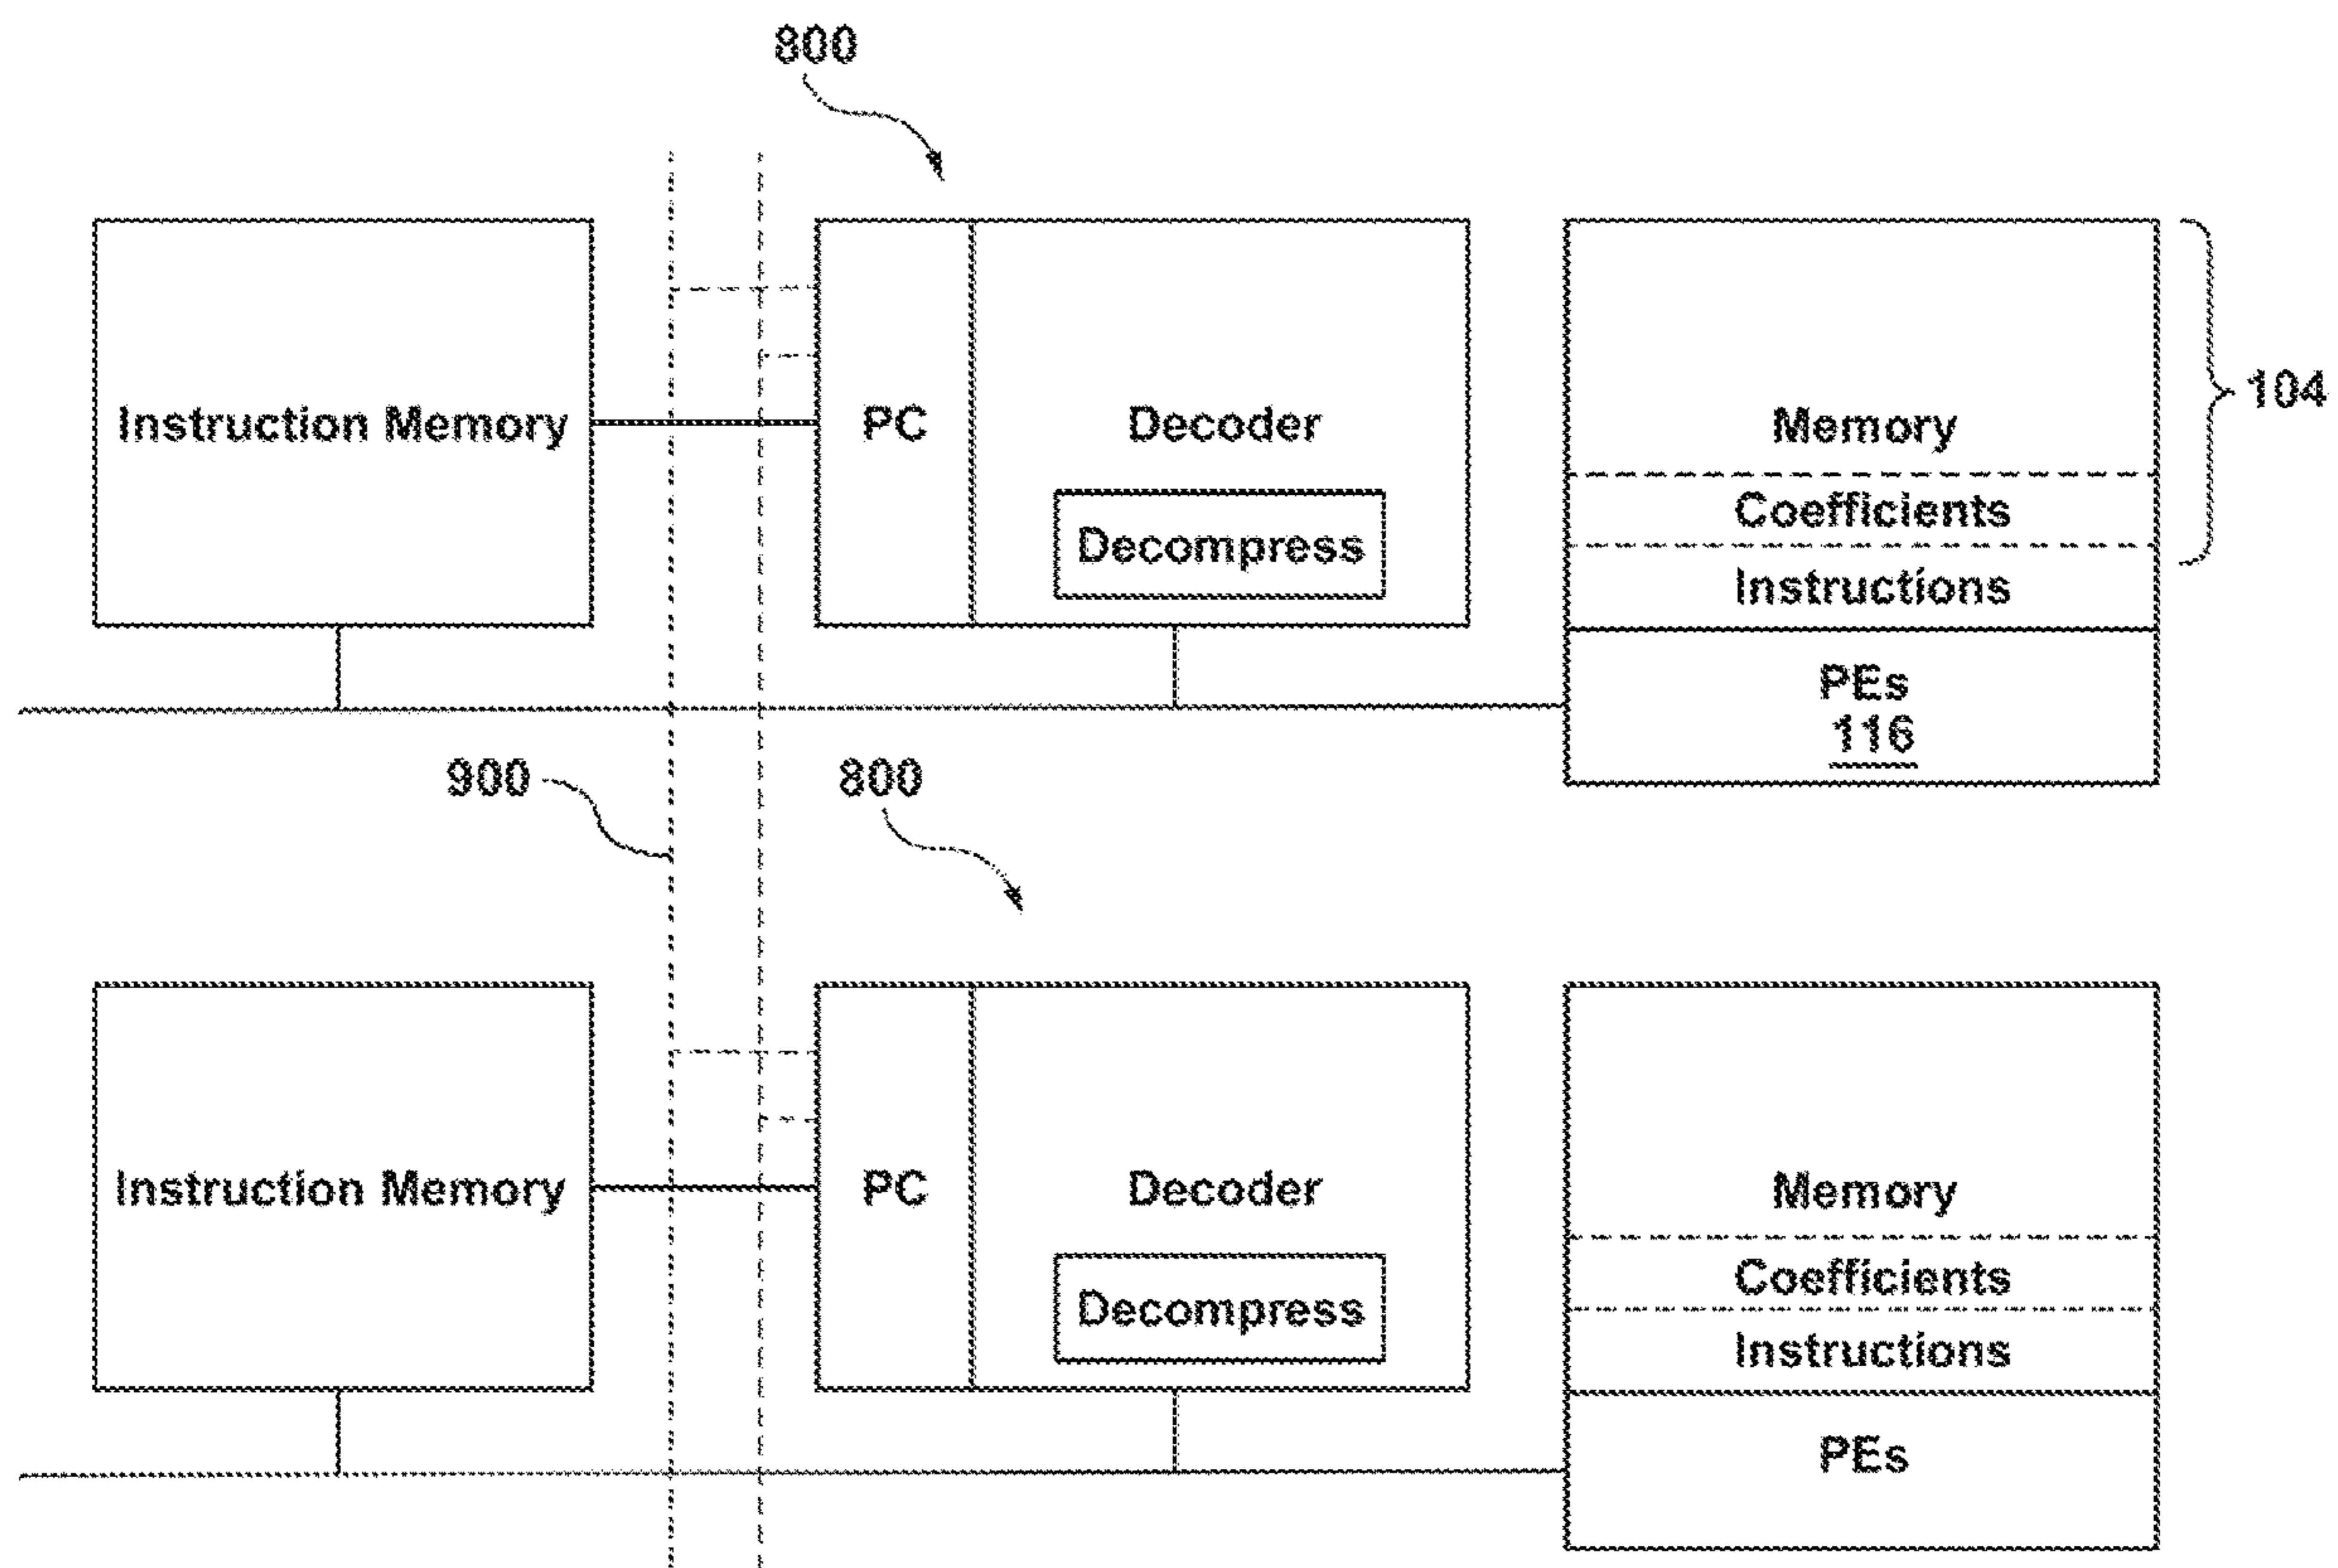 800
Instruction Memory
PC
Decoder
Decompress
Memory
Coefficients
Instructions
104
PEs
116
900
800
Instruction Memory
PC
Decoder
Decompress
Memory
Coefficients
Instructions
PEs